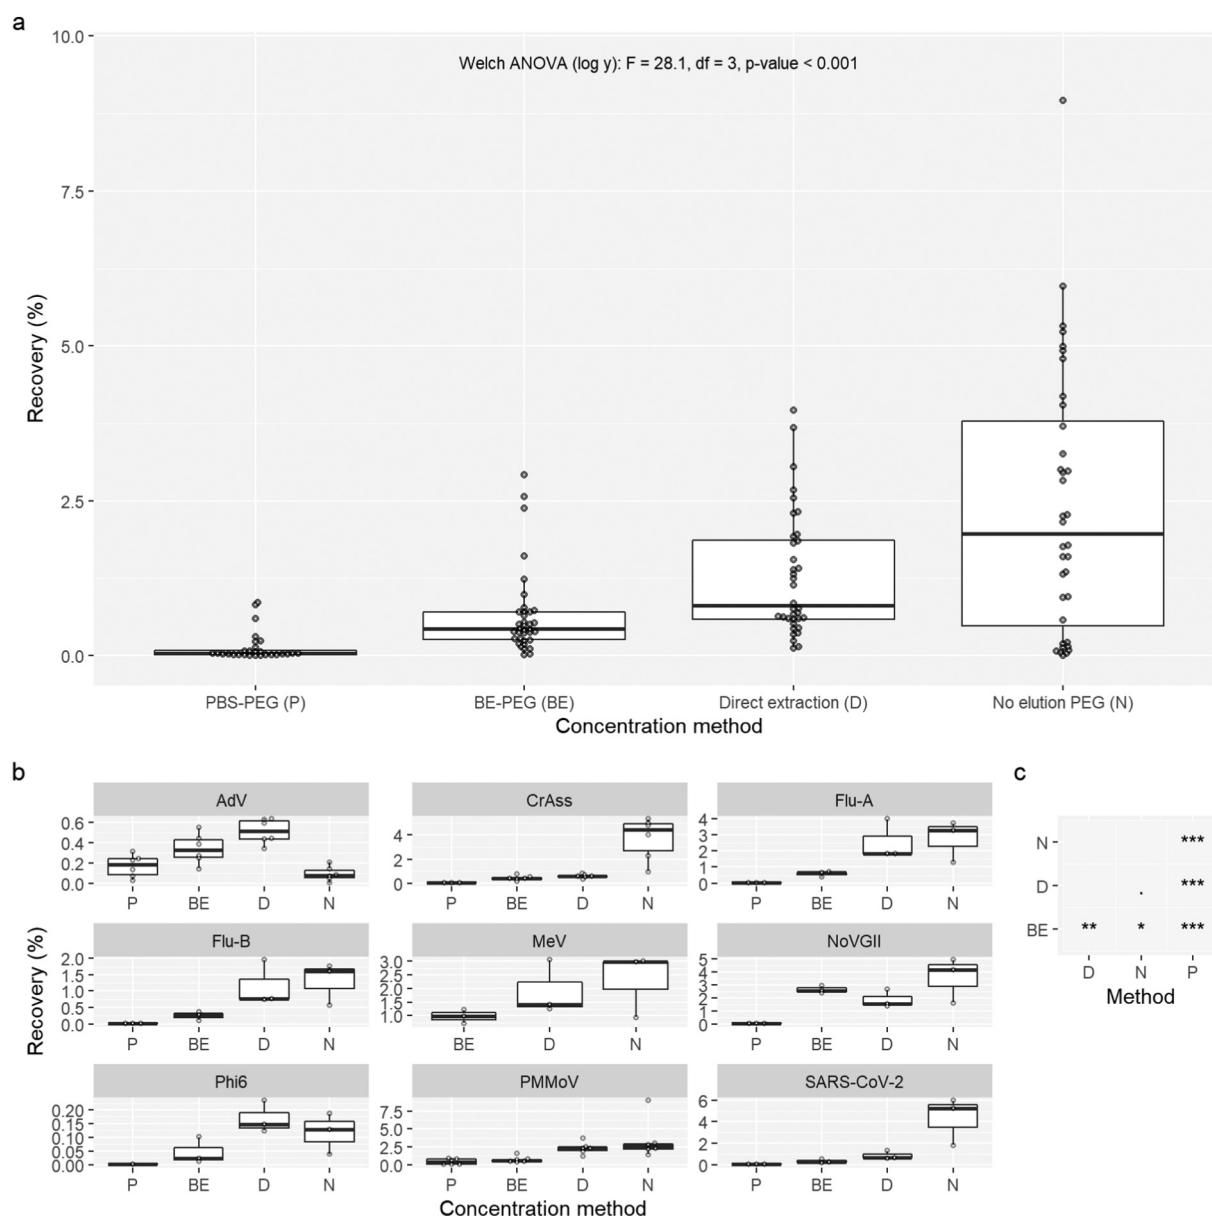 a
10.0
Welch ANOVA (log y): F = 28.1, df = 3, p-value < 0.001
7.5
5.0
2.5
0.0
Recovery (%)
PBS-PEG (P) BE-PEG (BE) Direct extraction (D) No elution PEG (N)
Concentration method
b
AdV CrAss Flu-A
0.6
0.4
0.2
0.0
4
2
0
4
3
2
1
0
P BE D N P BE D N P BE D N
Flu-B MeV NoVGII
2.0
1.5
1.0
0.5
0.0
3.0
2.5
2.0
1.5
1.0
5
4
3
2
1
0
Recovery (%)
P BE D N BE D N P BE D N
Phi6 PMMoV SARS-CoV-2
0.20
0.15
0.10
0.05
0.00
7.5
5.0
2.5
0.0
6
4
2
0
P BE D N P BE D N P BE D N
Concentration method
c
N ***
D . ***
BE ** * ***
D N P
Method